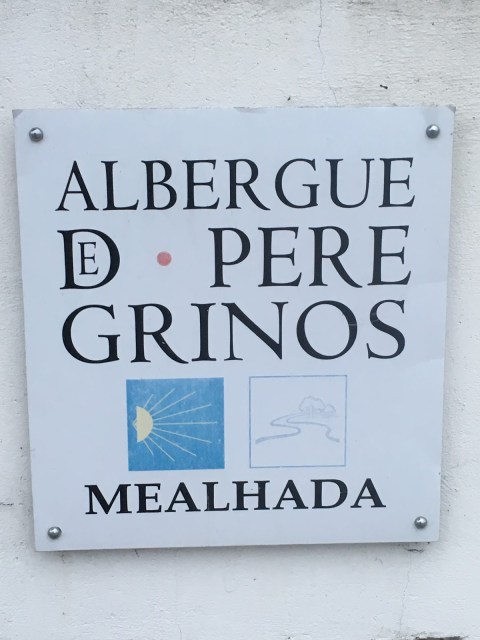 ALBERGUE
DE • PERE
GRINOS
MEALHADA